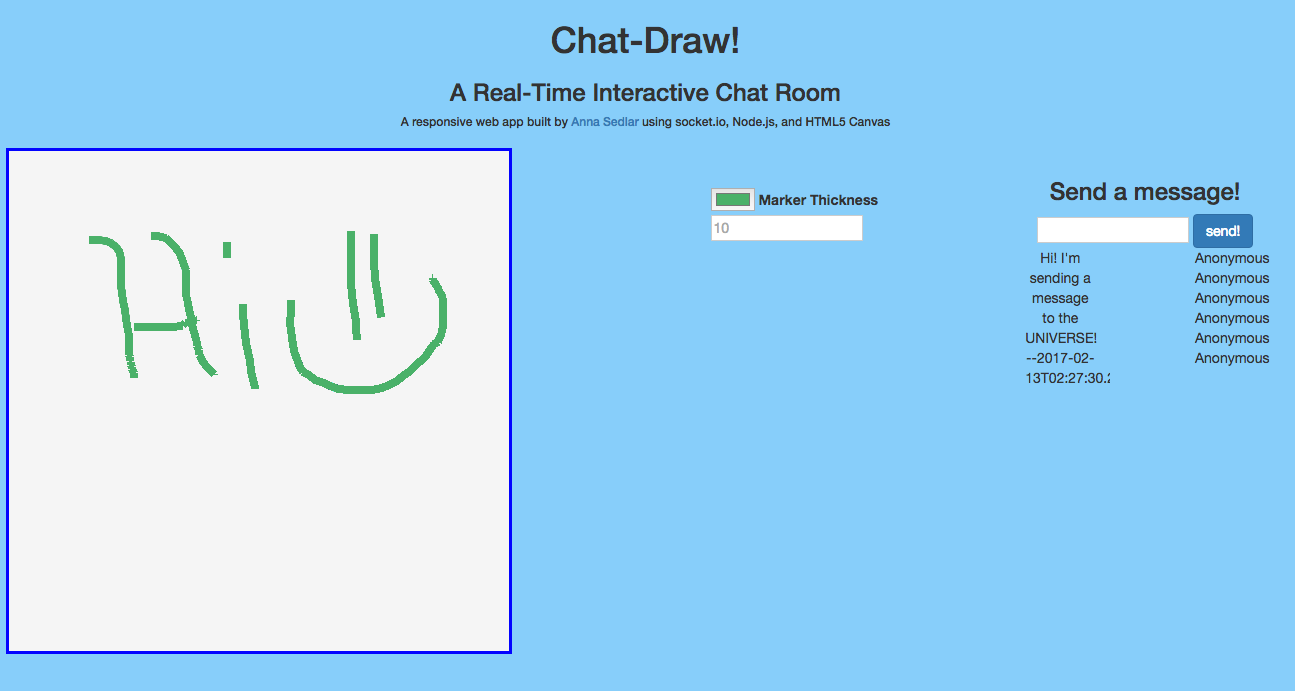 Chat-Draw!
A Real-Time Interactive Chat Room
A responsive web app built by Anna Sedlar using socket.io, Node.js, and HTML5 Canvas
Hi
Marker Thickness
10
Send a message!
send!
Hi! I'm
sending a
message
to the
UNIVERSE!
--2017-02-
13T02:27:30.2
Anonymous
Anonymous
Anonymous
Anonymous
Anonymous
Anonymous